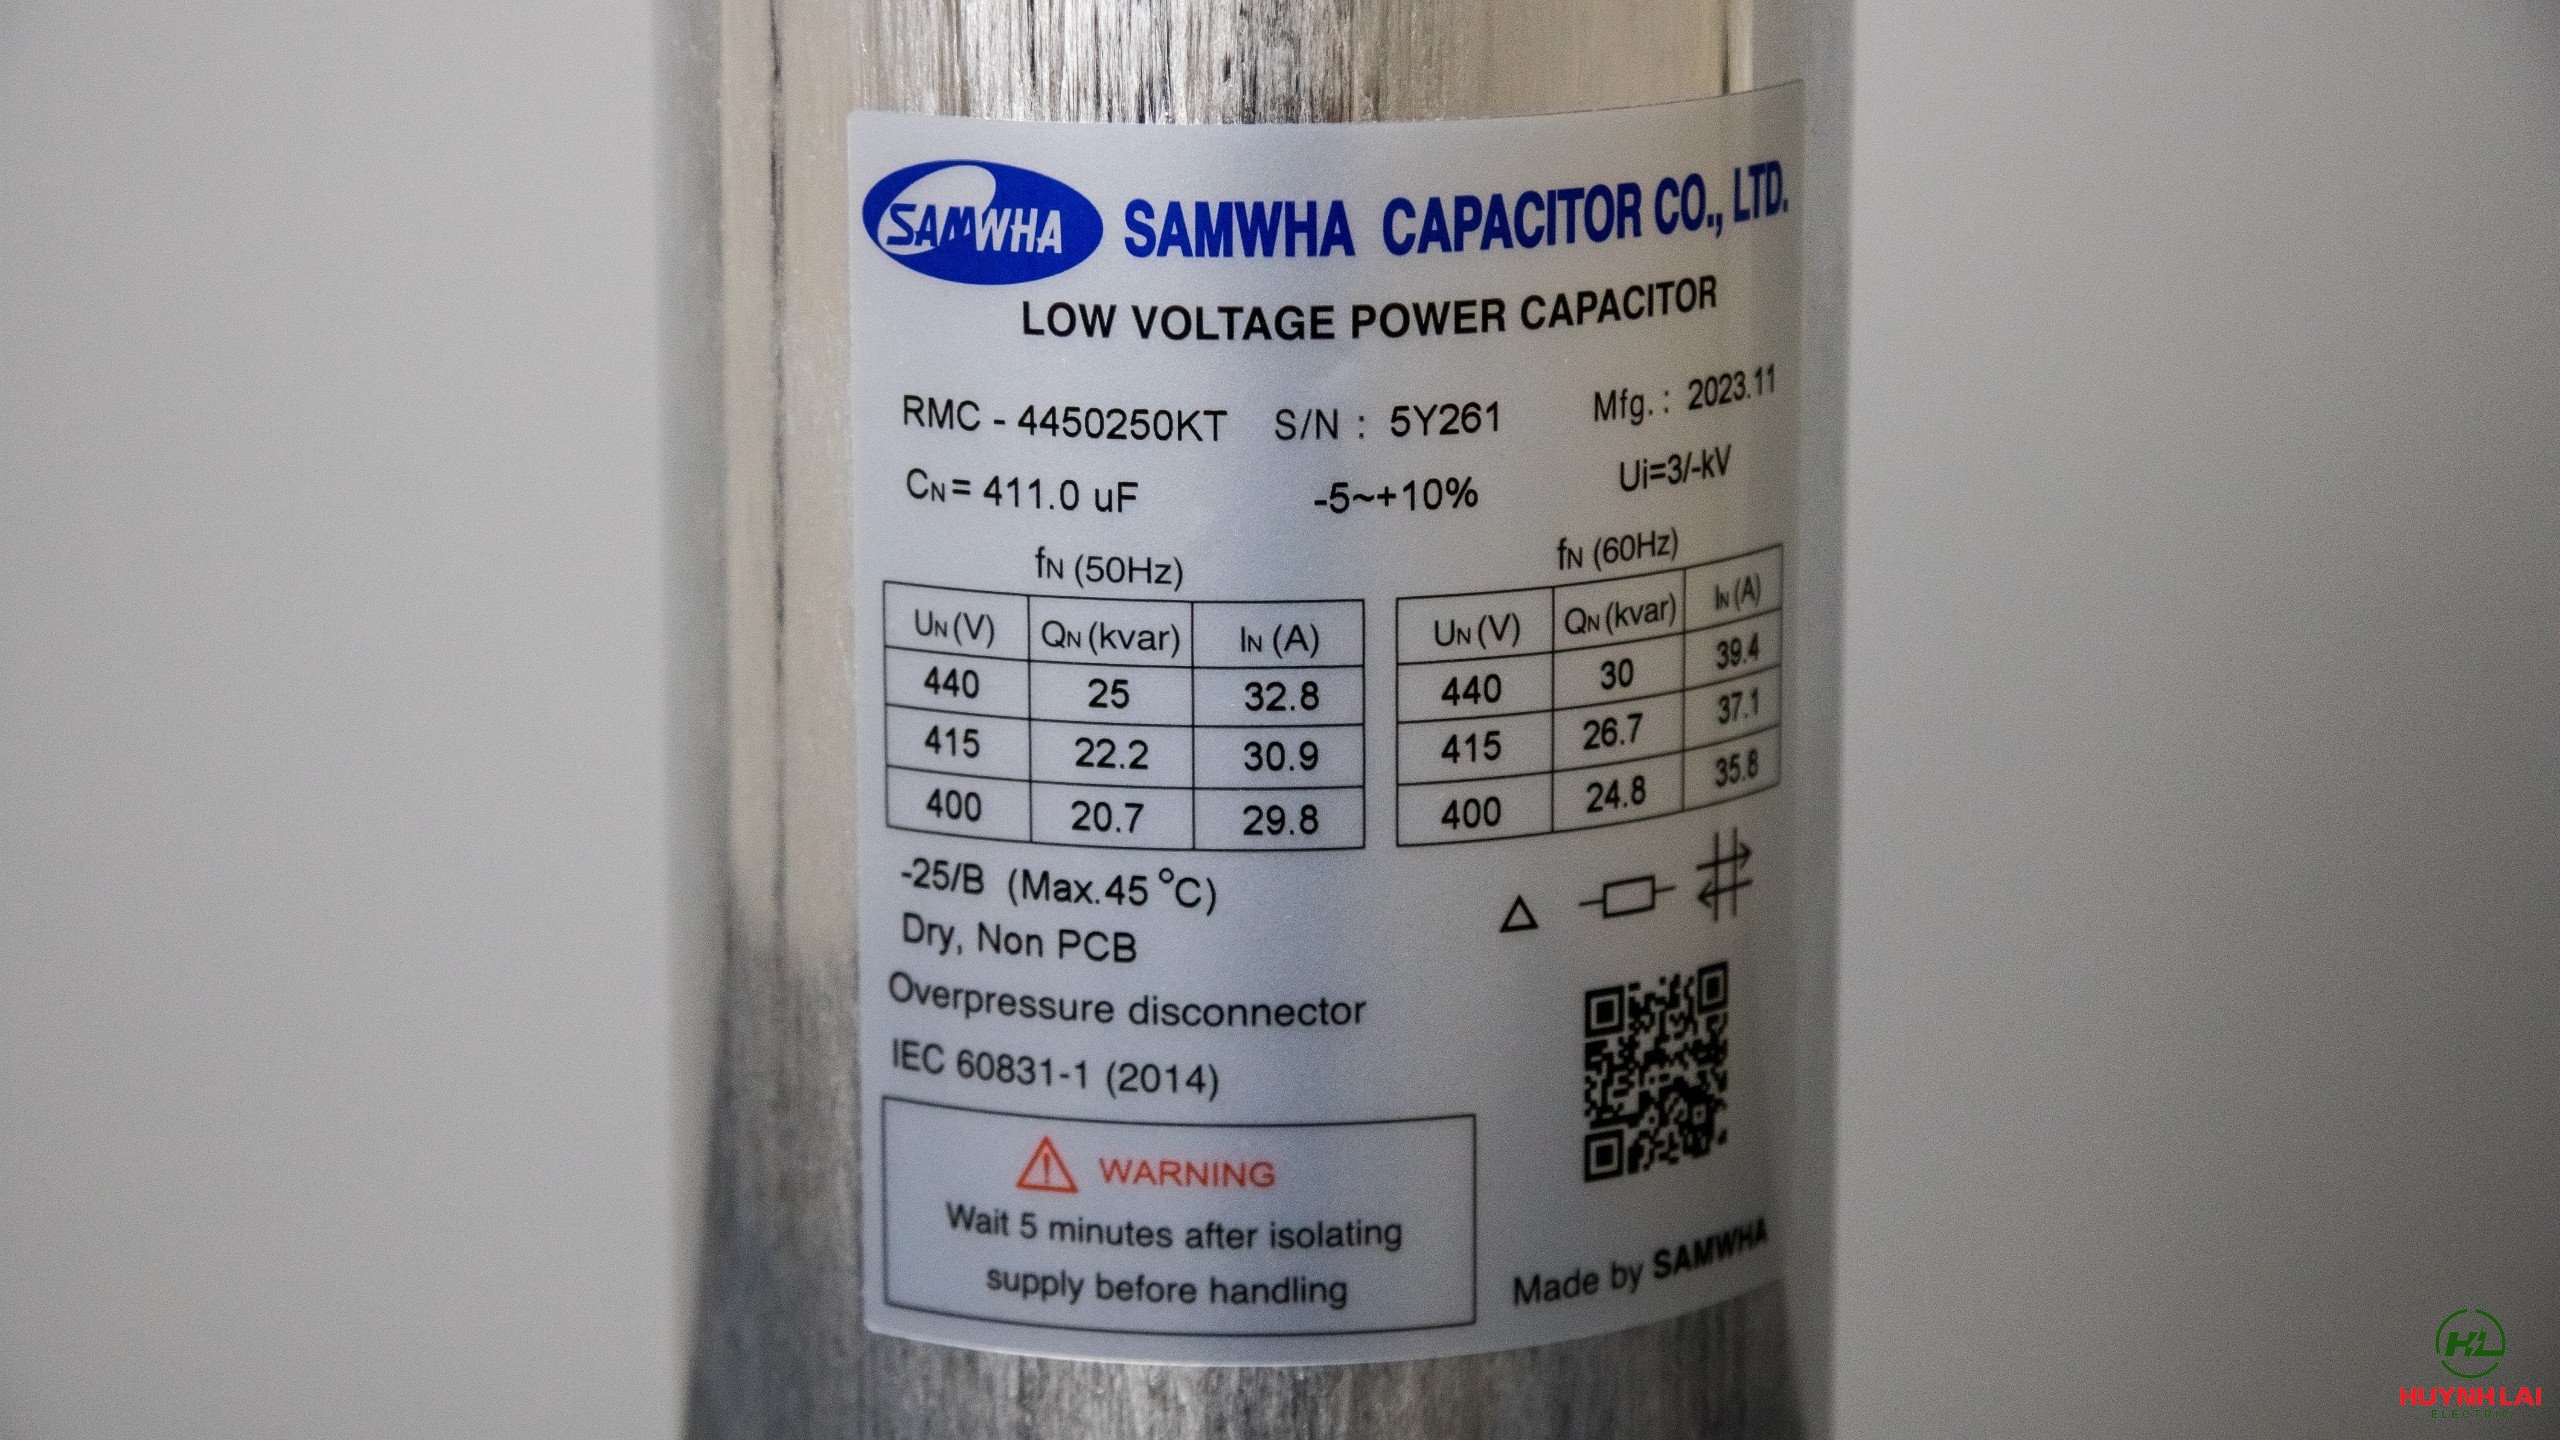 SAMWHA SAMWHA CAPACITOR CO., LTD.
LOW VOLTAGE POWER CAPACITOR
RMC - 4450250KT S/N : 5Y261 Mfg. : 2023.11
CN = 411.0 uF -5~+10% Ui=3/-kV
fN (50Hz) fN (60Hz)
UN (V) QN (kvar) IN (A) UN (V) QN (kvar) IN (A)
440 25 32.8 440 30 39.4
415 22.2 30.9 415 26.7 37.1
400 20.7 29.8 400 24.8 35.8
-25/B (Max.45 °C)
Dry, Non PCB
Overpressure disconnector
IEC 60831-1 (2014)
WARNING
Wait 5 minutes after isolating
supply before handling
Made by SAMWHA
HL
HUYNH LAI
ELECTRIC